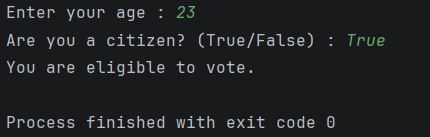 Enter your age : 23
Are you a citizen? (True/False) : True
You are eligible to vote.
Process finished with exit code 0